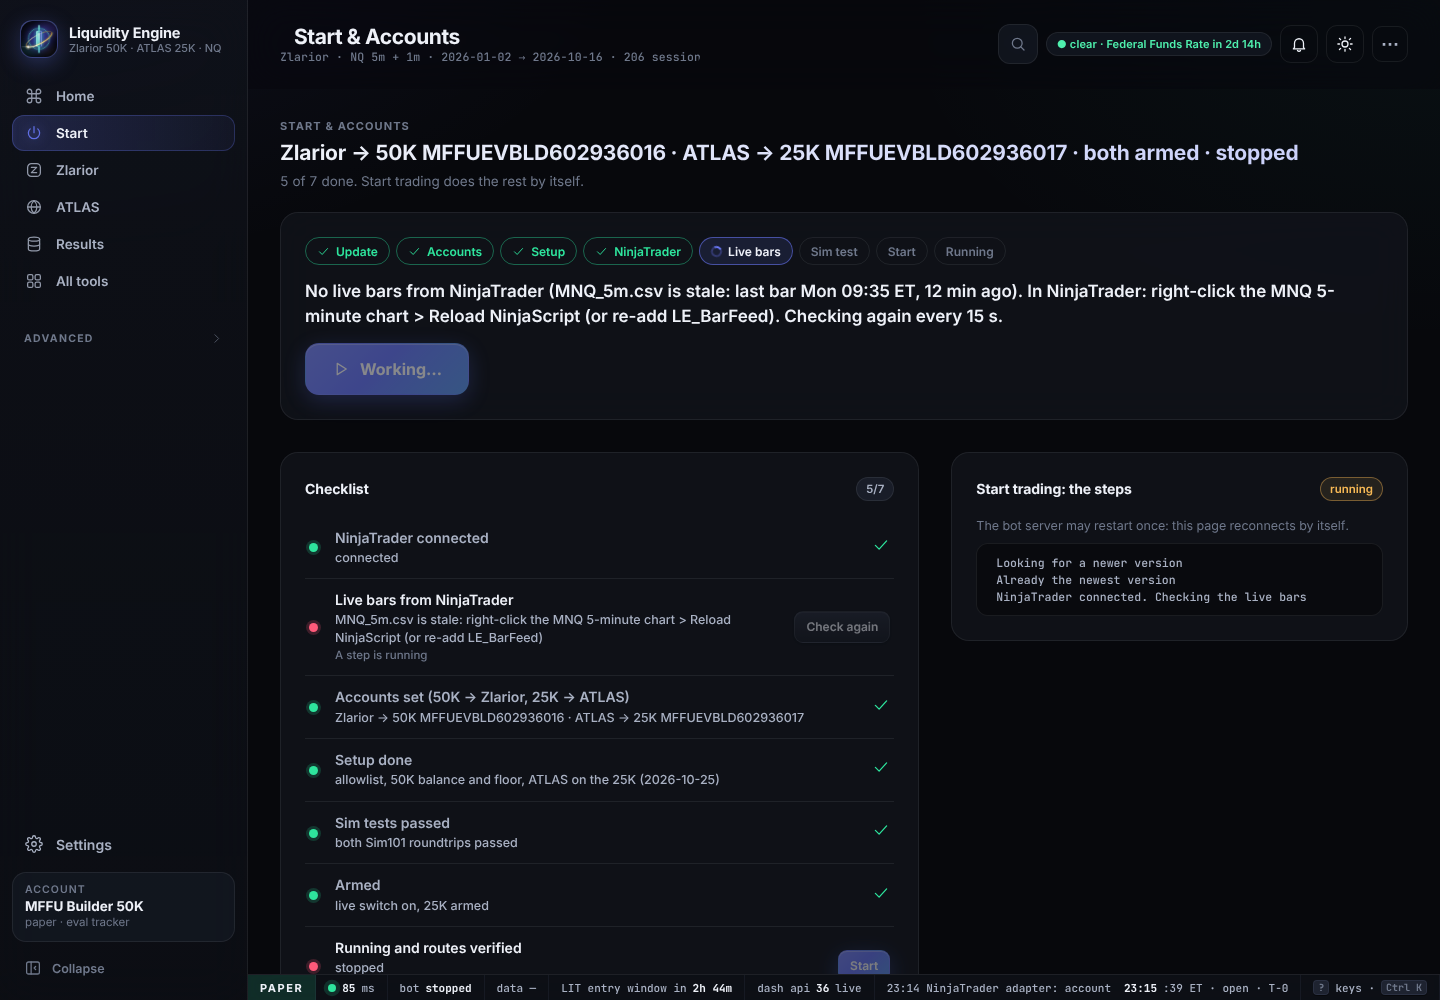 Liquidity Engine
Zlarior 50K · ATLAS 25K · NQ
Home
Start
Zlarior
ATLAS
Results
All tools
ADVANCED
Settings
ACCOUNT
MFFU Builder 50K
paper · eval tracker
Collapse
Start & Accounts
Zlarior · NQ 5m + 1m · 2026-01-02 → 2026-10-16 · 206 session
clear · Federal Funds Rate in 2d 14h
START & ACCOUNTS
Zlarior → 50K MFFUEVBLD602936016 · ATLAS → 25K MFFUEVBLD602936017 · both armed · stopped
5 of 7 done. Start trading does the rest by itself.
Update Accounts Setup NinjaTrader Live bars Sim test Start Running
No live bars from NinjaTrader (MNQ_5m.csv is stale: last bar Mon 09:35 ET, 12 min ago). In NinjaTrader: right-click the MNQ 5-
minute chart > Reload NinjaScript (or re-add LE_BarFeed). Checking again every 15 s.
Working...
Checklist 5/7
NinjaTrader connected
connected
Live bars from NinjaTrader
MNQ_5m.csv is stale: right-click the MNQ 5-minute chart > Reload
NinjaScript (or re-add LE_BarFeed)
A step is running
Check again
Accounts set (50K → Zlarior, 25K → ATLAS)
Zlarior → 50K MFFUEVBLD602936016 · ATLAS → 25K MFFUEVBLD602936017
Setup done
allowlist, 50K balance and floor, ATLAS on the 25K (2026-10-25)
Sim tests passed
both Sim101 roundtrips passed
Armed
live switch on, 25K armed
Running and routes verified
stopped
Start
Start trading: the steps running
The bot server may restart once: this page reconnects by itself.
Looking for a newer version
Already the newest version
NinjaTrader connected. Checking the live bars
PAPER 85 ms bot stopped data — LIT entry window in 2h 44m dash api 36 live 23:14 NinjaTrader adapter: account 23:15 :39 ET · open · T-0 ? keys · Ctrl K